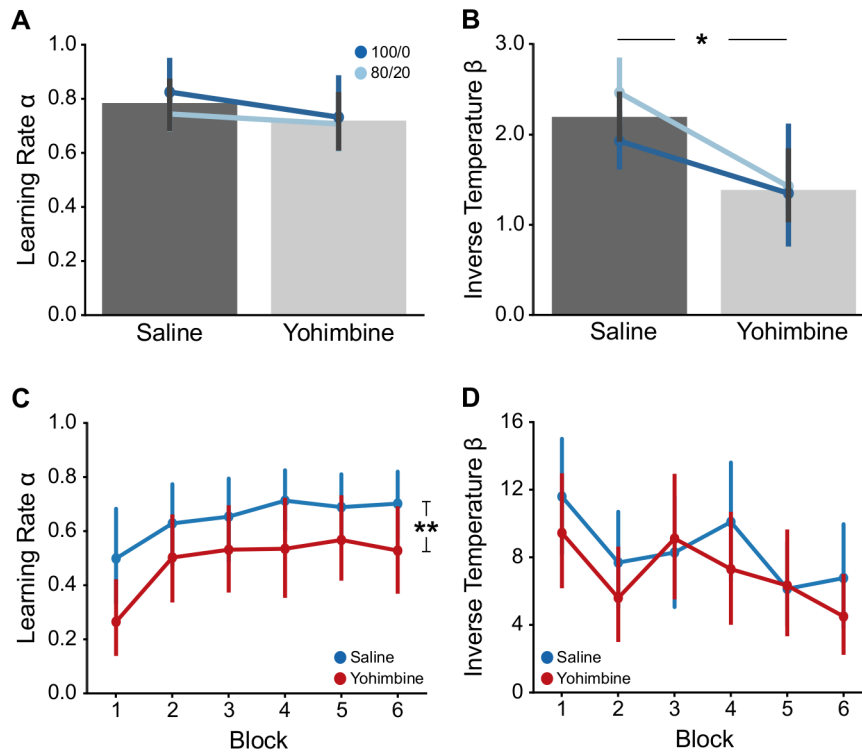 A
Learning Rate α
1.0
0.8
0.6
0.4
0.2
0.0
100/0
80/20
Saline
Yohimbine
B
Inverse Temperature β
3.0
2.0
1.0
0.0
*
Saline
Yohimbine
C
Learning Rate α
1.0
0.8
0.6
0.4
0.2
0.0
**
Saline
Yohimbine
1 2 3 4 5 6
Block
D
Inverse Temperature β
16
12
8
4
0
Saline
Yohimbine
1 2 3 4 5 6
Block